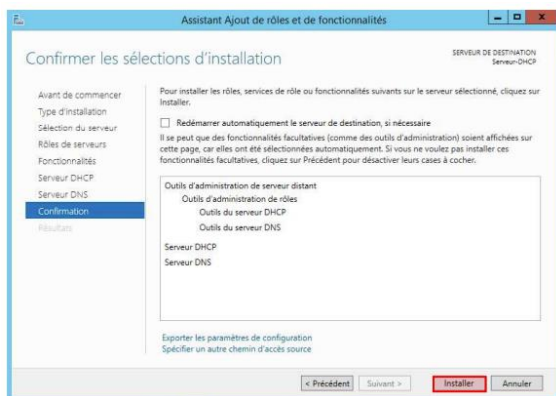 Assistant Ajout de rôles et de fonctionnalités
Confirmer les sélections d'installation
SERVEUR DE DESTINATION
Serveur-DHCP
Avant de commencer
Type d'installation
Sélection du serveur
Rôles de serveurs
Fonctionnalités
Serveur DHCP
Serveur DNS
Confirmation
Résultats
Pour installer les rôles, services de rôle ou fonctionnalités suivants sur le serveur sélectionné, cliquez sur
Installer.
Redémarrer automatiquement le serveur de destination, si nécessaire
Il se peut que des fonctionnalités facultatives (comme des outils d'administration) soient affichées sur
cette page, car elles ont été sélectionnées automatiquement. Si vous ne voulez pas installer ces
fonctionnalités facultatives, cliquez sur Précédent pour désactiver leurs cases à cocher.
Outils d'administration de serveur distant
Outils d'administration de rôles
Outils du serveur DHCP
Outils du serveur DNS
Serveur DHCP
Serveur DNS
Exporter les paramètres de configuration
Spécifier un autre chemin d'accès source
< Précédent
Suivant >
Installer
Annuler